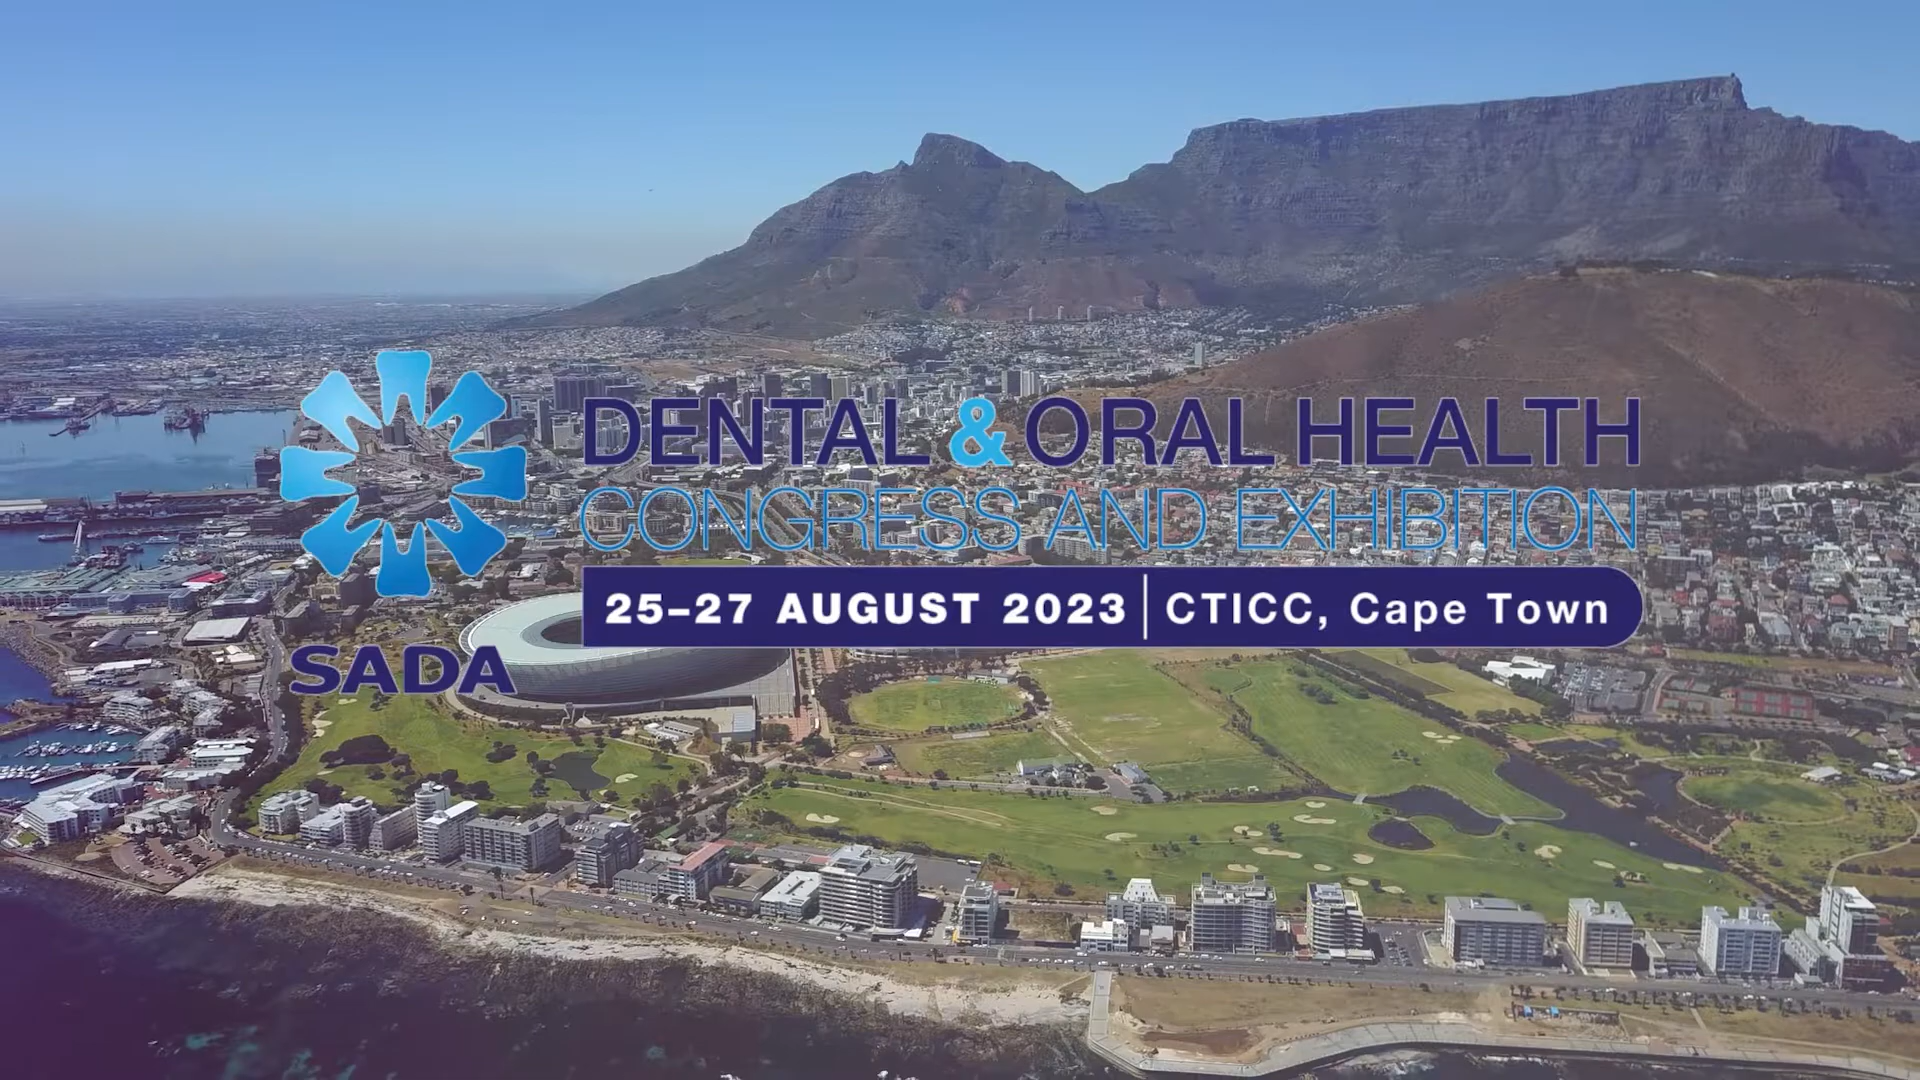 DENTAL & ORAL HEALTH
CONGRESS AND EXHIBITION
25–27 AUGUST 2023 | CTICC, Cape Town
SADA